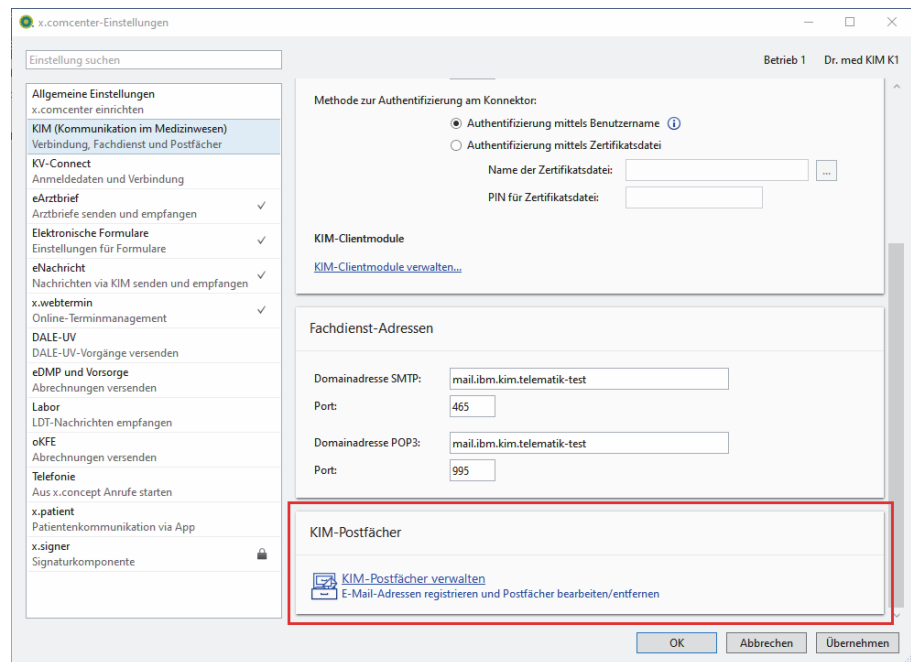 x.comcenter-Einstellungen
Einstellung suchen
Betrieb 1 Dr. med KIM K1
Allgemeine Einstellungen
x.comcenter einrichten
KIM (Kommunikation im Medizinwesen)
Verbindung, Fachdienst und Postfächer
KV-Connect
Anmeldedaten und Verbindung
eArztbrief
Arztbriefe senden und empfangen
Elektronische Formulare
Einstellungen für Formulare
eNachricht
Nachrichten via KIM senden und empfangen
x.webtermin
Online-Terminmanagement
DALE-UV
DALE-UV-Vorgänge versenden
eDMP und Vorsorge
Abrechnungen versenden
Labor
LDT-Nachrichten empfangen
oKFE
Abrechnungen versenden
Telefonie
Aus x.concept Anrufe starten
x.patient
Patientenkommunikation via App
x.signer
Signaturkomponente
Methode zur Authentifizierung am Konnektor:
Authentifizierung mittels Benutzername
Authentifizierung mittels Zertifikatsdatei
Name der Zertifikatsdatei:
...
PIN für Zertifikatsdatei:
KIM-Clientmodule
KIM-Clientmodule verwalten...
Fachdienst-Adressen
Domainadresse SMTP: mail.ibm.kim.telematik-test
Port: 465
Domainadresse POP3: mail.ibm.kim.telematik-test
Port: 995
KIM-Postfächer
KIM-Postfächer verwalten
E-Mail-Adressen registrieren und Postfächer bearbeiten/entfernen
OK Abbrechen Übernehmen